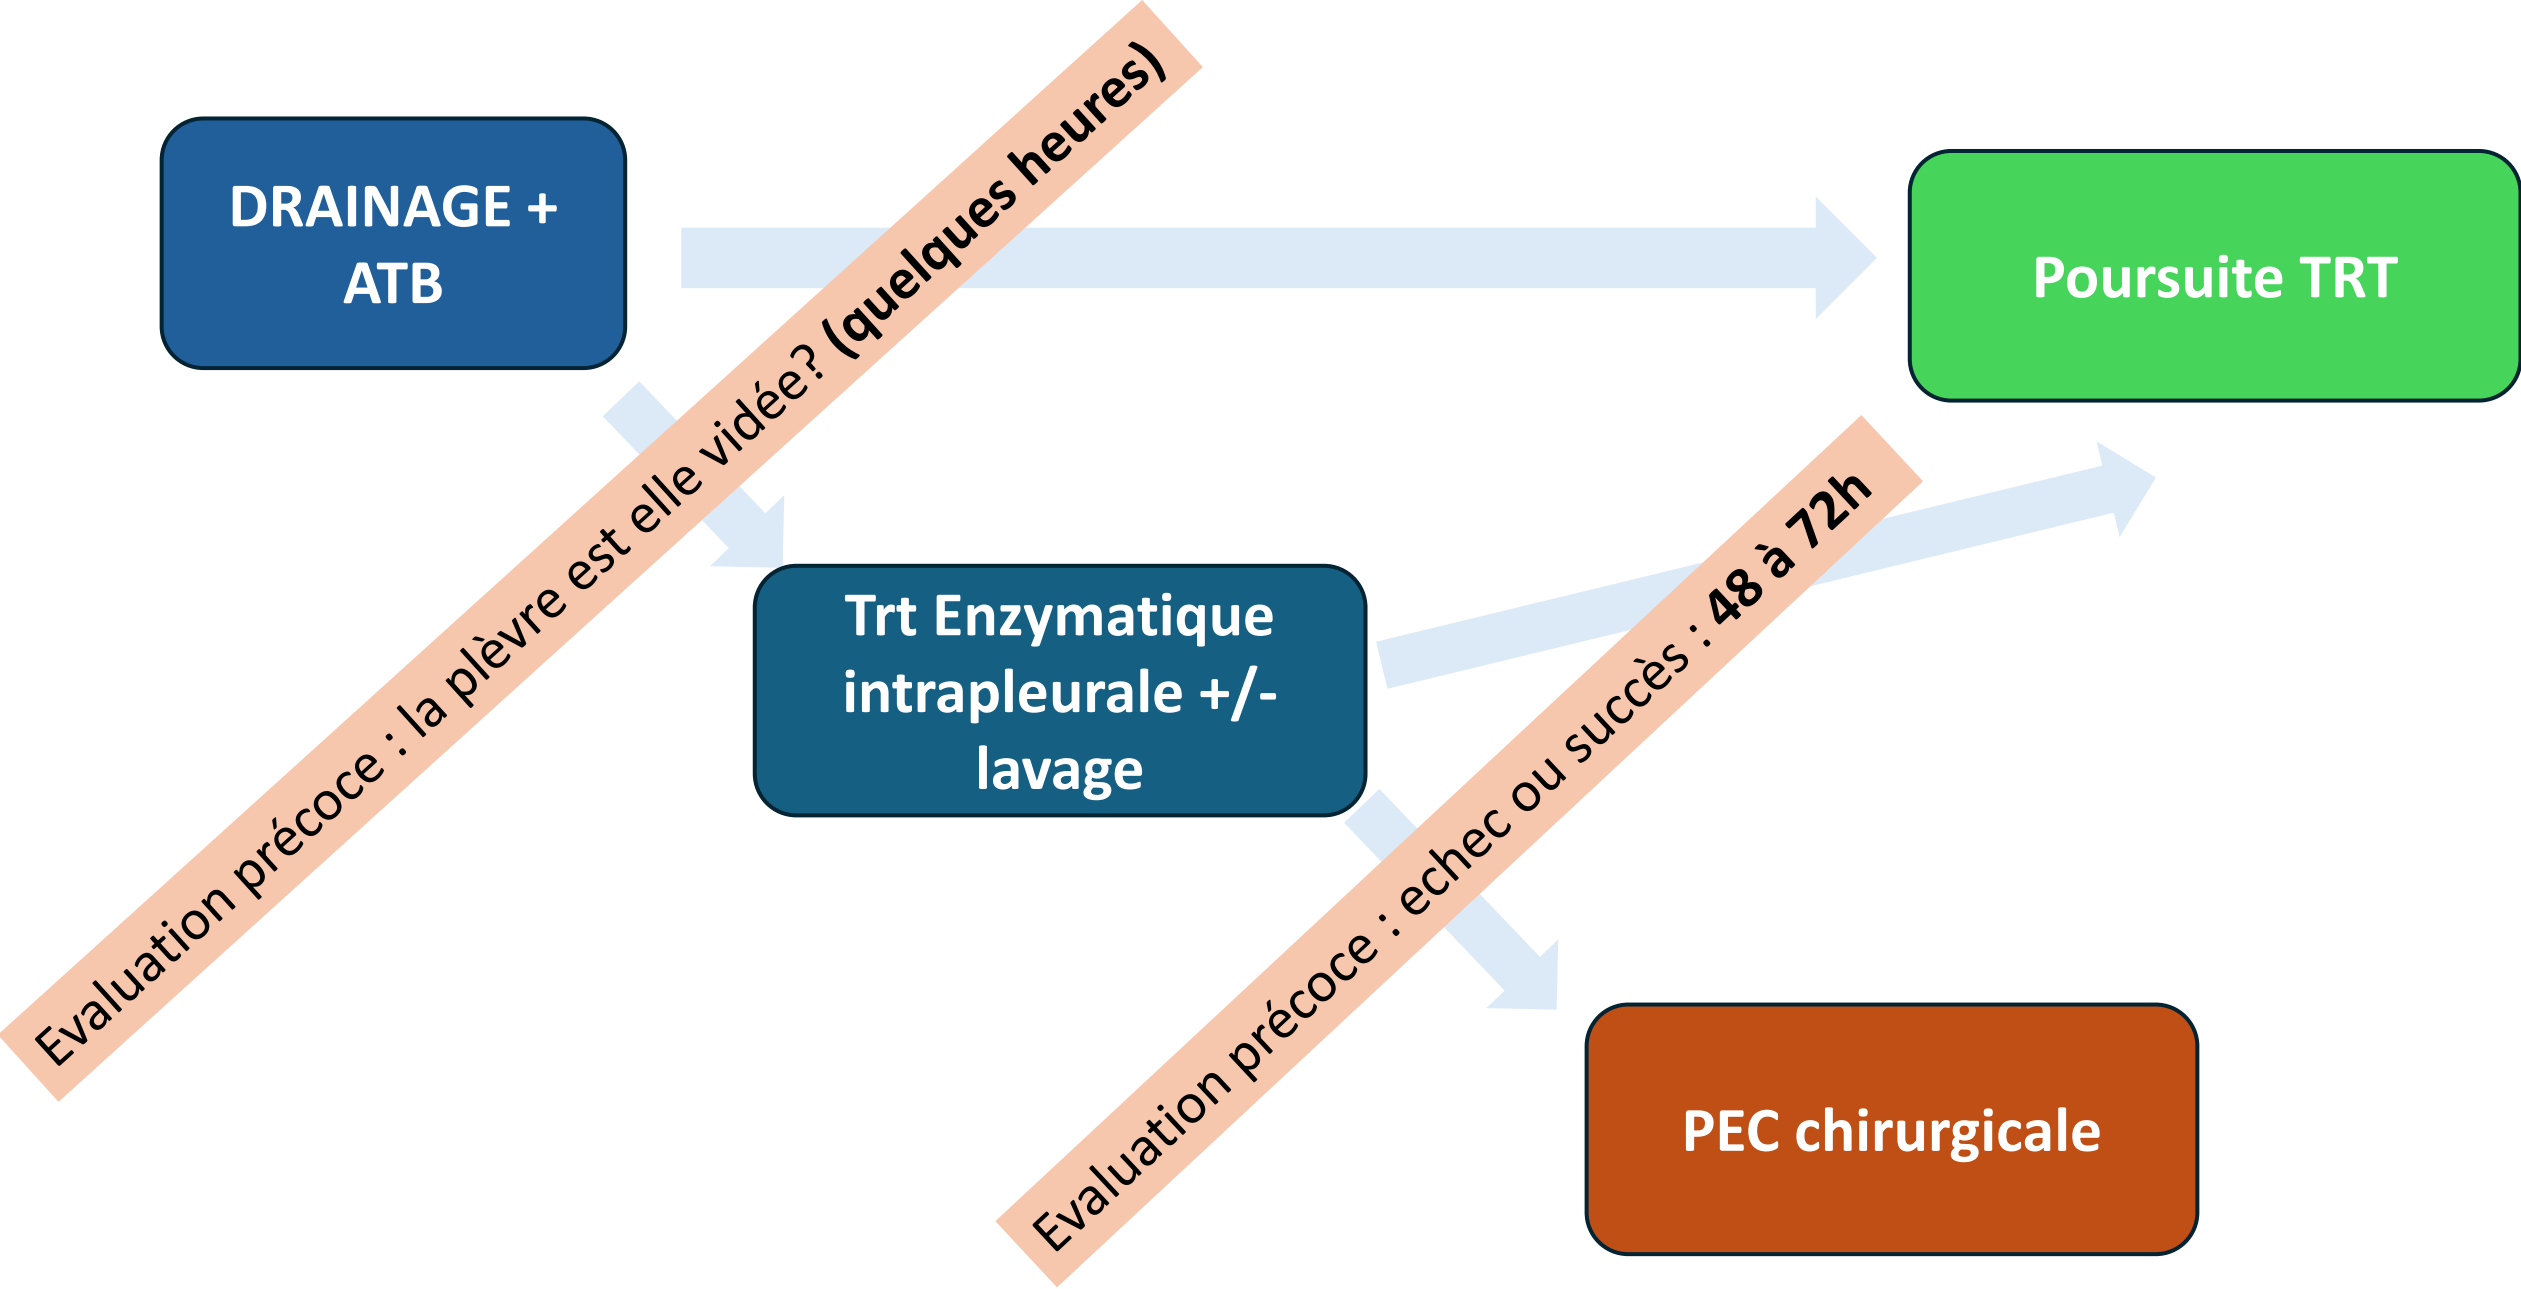 DRAINAGE +
ATB
Evaluation précoce : la plèvre est elle vidée? (quelques heures)
Poursuite TRT
Trt Enzymatique
intrapleurale +/-
lavage
Evaluation précoce : echec ou succès : 48 à 72h
PEC chirurgicale